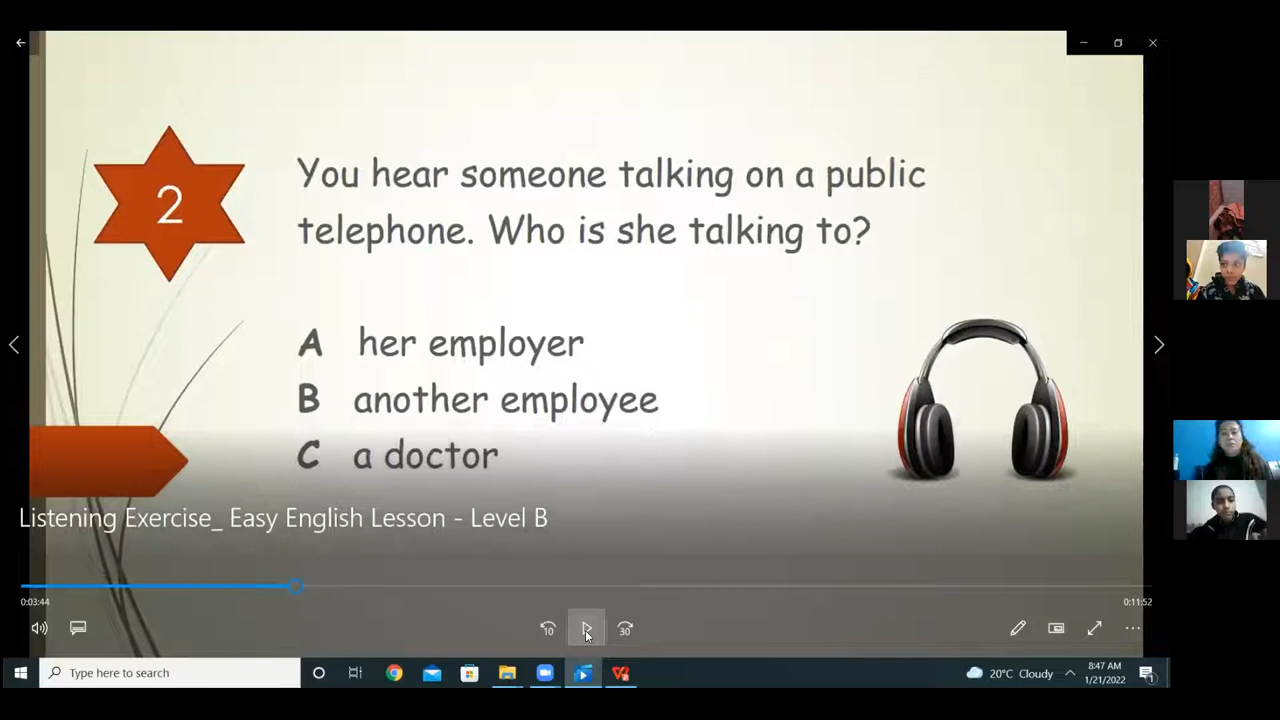 2
You hear someone talking on a public
telephone. Who is she talking to?
A her employer
B another employee
C a doctor
Listening Exercise_ Easy English Lesson - Level B
0:03:44
0:11:52
10
30
Type here to search
20°C Cloudy
8:47 AM
1/21/2022
1